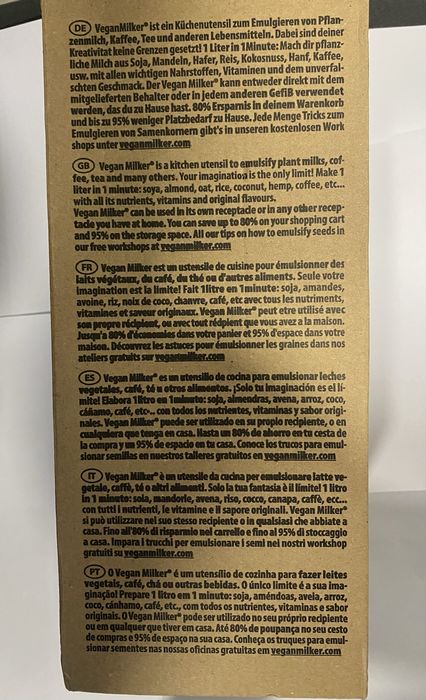 DE VeganMilker® ist ein Küchenutensil zum Emulgieren von Pflan-
zenmilch, Kaffee, Tee und anderen Lebensmitteln. Dabei sind deiner
Kreativität keine Grenzen gesetzt! 1 Liter in 1 Minute: Mach dir pflanz-
liche Milch aus Soja, Mandeln, Hafer, Reis, Kokosnuss, Hanf, Kaffee,
usw. mit allen wichtigen Nahrstoffen, Vitaminen und dem unverfal-
schten Geschmack. Der Vegan Milker® kann entweder direkt mit dem
mitgelieferten Behalter oder in jedem anderen Gefiß verwendet
werden, das du zu Hause hast. 80% Ersparnis in deinem Warenkorb
und bis zu 95% weniger Platzbedarf zu Hause. Jede Menge Tricks zum
Emulgieren von Samenkornern gibt's in unseren kostenlosen Work
shops unter veganmilker.com
GB Vegan Milker® is a kitchen utensil to emulsify plant milks, cof-
fee, tea and many others. Your imagination is the only limit! Make 1
liter in 1 minute: soya, almond, oat, rice, coconut, hemp, coffee, etc...
with all its nutrients, vitamins and original flavours.
Vegan Milker® can be used in its own receptacle or in any other recep-
tacle you have at home. You can save up to 80% on your shopping cart
and 95% on the storage space. All our tips on how to emulsify seeds in
our free workshops at veganmilker.com
FR Vegan Milker est un ustensile de cuisine pour émulsionner des
laits végétaux, du café, du thé ou d'autres aliments. Seule votre
imagination est la limite! Fait 1 litre en 1 minute: soja, amandes,
avoine, riz, noix de coco, chanvre, café, etc avec tous les nutriments,
vitamines et saveur originaux. Vegan Milker® peut etre utilisé avec
son propre récipient, ou avec tout récipient que vous avez a la maison.
Jusqu'a 80% d'économies dans votre panier et 95% d'espace dans votre
maison. Découvrez les astuces pour émulsionner les graines dans nos
ateliers gratuits sur veganmilker.com
ES Vegan Milker® es un utensilio de cocina para emulsionar leches
vegetales, café, té u otros alimentos. ¡Solo tu imaginación es el lí-
mite! Elabora 1 litro en 1 minuto: soja, almendras, avena, arroz, coco,
cáñamo, café, etc... con todos los nutrientes, vitaminas y sabor origi-
nales. Vegan Milker® puede ser utilizado en su propio recipiente, o en
cualquiera que tenga en casa. Hasta un 80% de ahorro en tu cesta de
la compra y un 95% en espacio en tu casa. Conoce los trucos para emul-
sionar semillas en nuestros talleres gratuitos en veganmilker.com
IT Vegan Milker® è un utensile da cucina per emulsionare latte ve-
getale, caffè, té o altri alimenti. Solo la tua fantasia è il limite! 1 litro
in 1 minuto: soia, mandorle, avena, riso, cocco, canapa, caffè, ecc...
con tutti i nutrienti, le vitamine e il sapore originali. Vegan Milker®
si può utilizzare nel suo stesso recipiente o in qualsiasi che abbiate a
casa. Fino all'80% di risparmio nel carrello e fino al 95% di stoccaggio
a casa. Impara i trucchi per emulsionare i semi nei nostri workshop
gratuiti su veganmilker.com
PT O Vegan Milker® é um utensílio de cozinha para fazer leites
vegetais, café, chá ou outras bebidas. O único limite é a sua ima-
ginação! Prepare 1 litro em 1 minuto: soja, amêndoas, aveia, arroz,
coco, cânhamo, café, etc., com todos os nutrientes, vitaminas e sabor
originais. O Vegan Milker® pode ser utilizado no seu próprio recipiente
ou em qualquer que tiver em casa. Até 80% de poupança no seu cesto
de compras e 95% de espaço na sua casa. Conheça os truques para emul-
sionar sementes nas nossas oficinas gratuitas em veganmilker.com